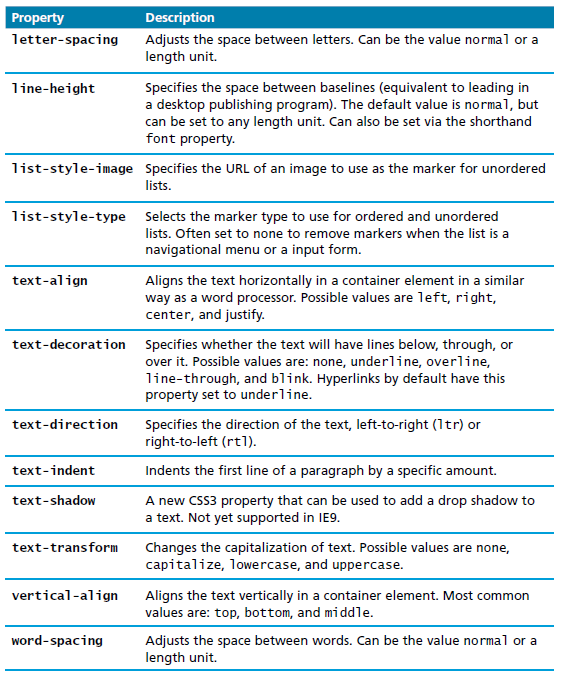 Property Description
letter-spacing Adjusts the space between letters. Can be the value normal or a
length unit.
line-height Specifies the space between baselines (equivalent to leading in
a desktop publishing program). The default value is normal, but
can be set to any length unit. Can also be set via the shorthand
font property.
list-style-image Specifies the URL of an image to use as the marker for unordered
lists.
list-style-type Selects the marker type to use for ordered and unordered
lists. Often set to none to remove markers when the list is a
navigational menu or a input form.
text-align Aligns the text horizontally in a container element in a similar
way as a word processor. Possible values are left, right,
center, and justify.
text-decoration Specifies whether the text will have lines below, through, or
over it. Possible values are: none, underline, overline,
line-through, and blink. Hyperlinks by default have this
property set to underline.
text-direction Specifies the direction of the text, left-to-right (ltr) or
right-to-left (rtl).
text-indent Indents the first line of a paragraph by a specific amount.
text-shadow A new CSS3 property that can be used to add a drop shadow to
a text. Not yet supported in IE9.
text-transform Changes the capitalization of text. Possible values are none,
capitalize, lowercase, and uppercase.
vertical-align Aligns the text vertically in a container element. Most common
values are: top, bottom, and middle.
word-spacing Adjusts the space between words. Can be the value normal or a
length unit.